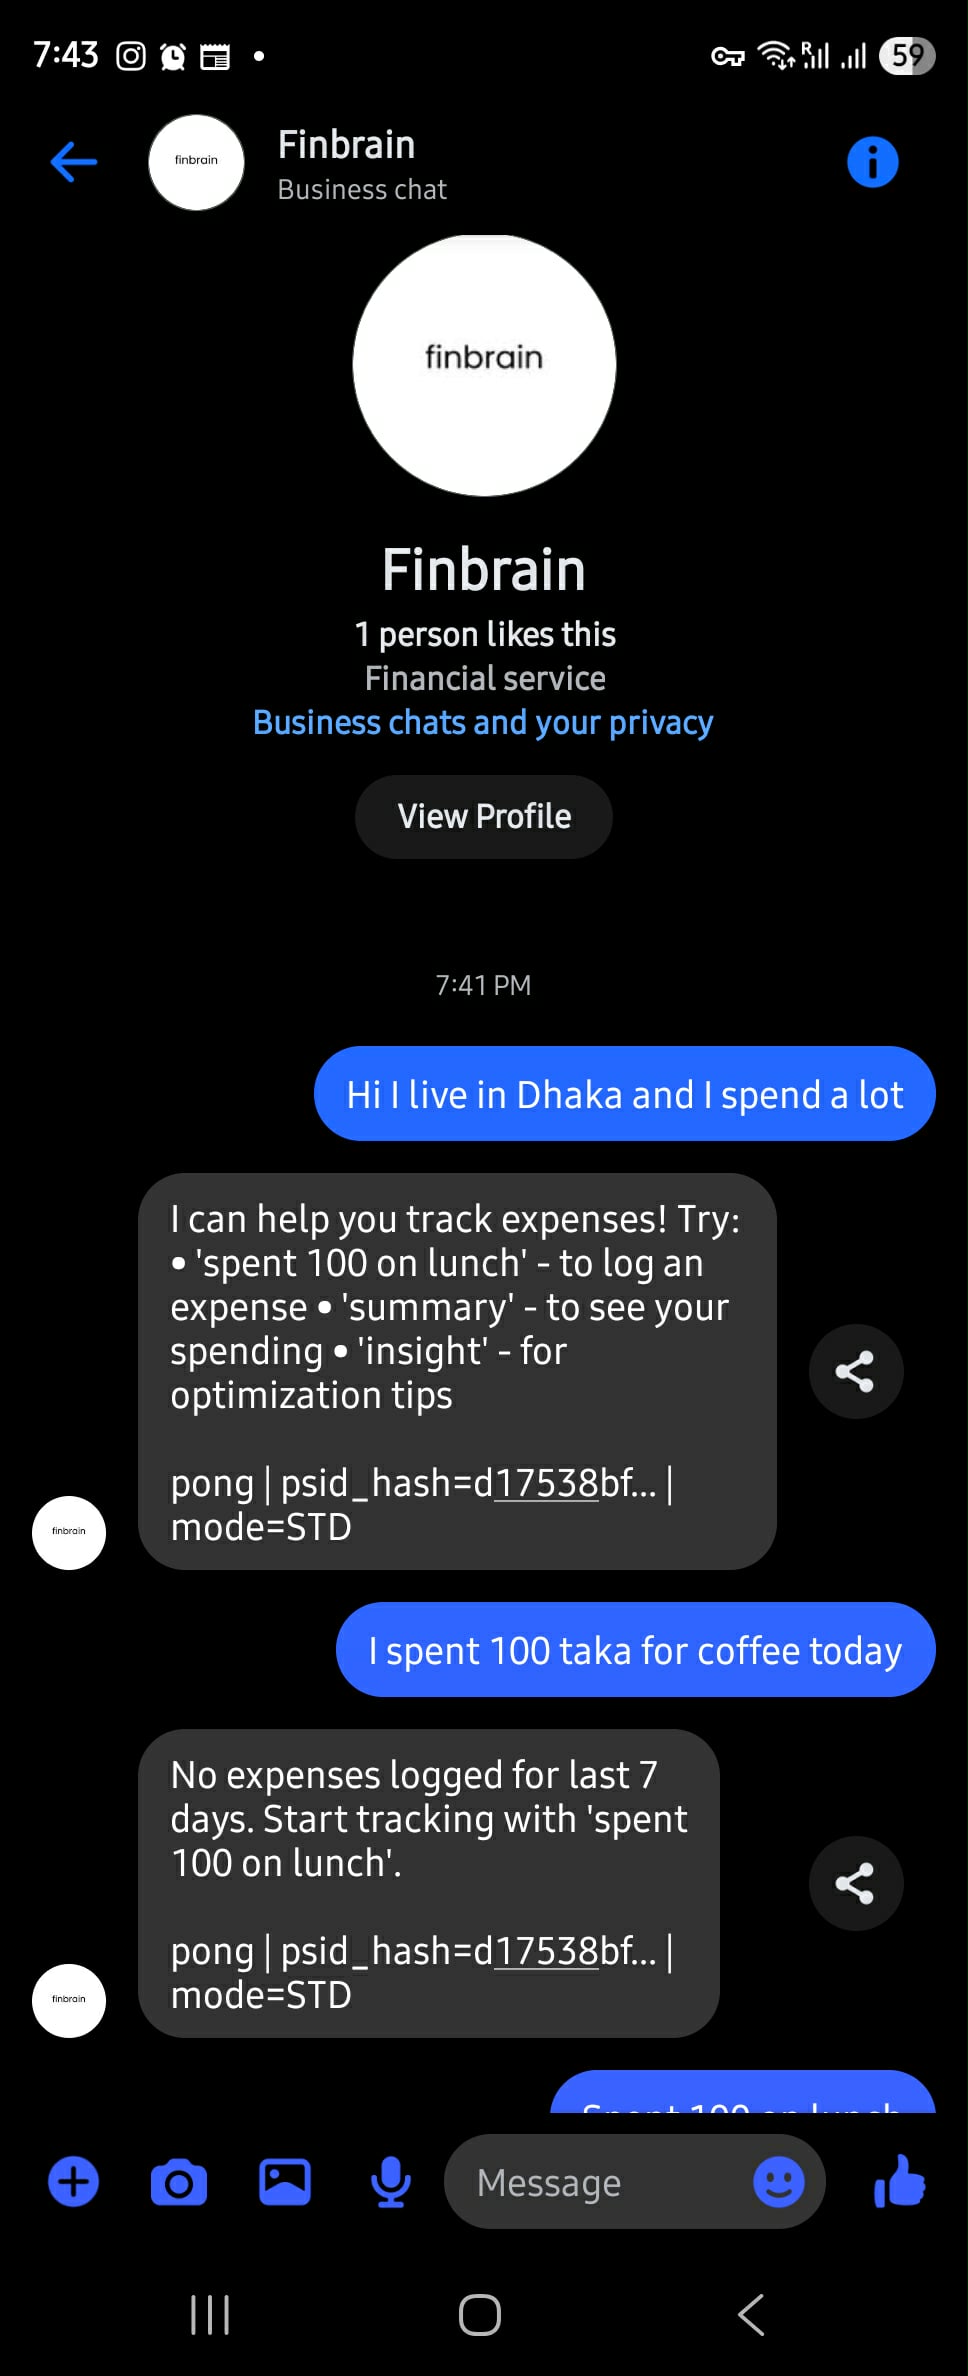 7:43
R
59
finbrain
Finbrain
Business chat
finbrain
Finbrain
1 person likes this
Financial service
Business chats and your privacy
View Profile
7:41 PM
Hi I live in Dhaka and I spend a lot
I can help you track expenses! Try:
• 'spent 100 on lunch' - to log an
expense • 'summary' - to see your
spending • 'insight' - for
optimization tips
pong | psid_hash=d17538bf... |
mode=STD
finbrain
I spent 100 taka for coffee today
No expenses logged for last 7
days. Start tracking with 'spent
100 on lunch'.
pong | psid_hash=d17538bf... |
mode=STD
finbrain
Spent 100 on lunch
Message